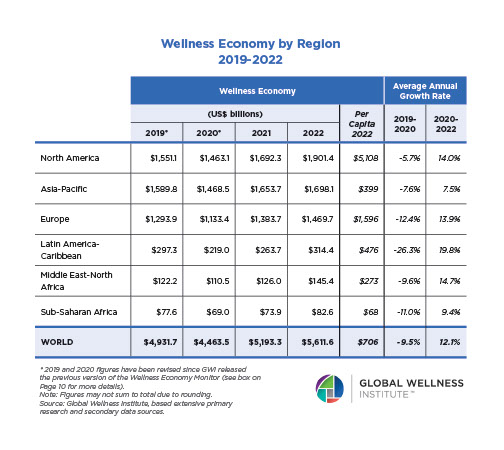 Wellness Economy by Region
2019-2022
Wellness Economy
Average Annual
Growth Rate
(US$ billions)
Per
Capita
2022
2019-
2020
2020-
2022
2019* 2020* 2021 2022
North America $1,551.1 $1,463.1 $1,692.3 $1,901.4 $5,108 -5.7% 14.0%
Asia-Pacific $1,589.8 $1,468.5 $1,653.7 $1,698.1 $399 -7.6% 7.5%
Europe $1,293.9 $1,133.4 $1,383.7 $1,469.7 $1,596 -12.4% 13.9%
Latin America-
Caribbean $297.3 $219.0 $263.7 $314.4 $476 -26.3% 19.8%
Middle East-North
Africa $122.2 $110.5 $126.0 $145.4 $273 -9.6% 14.7%
Sub-Saharan Africa $77.6 $69.0 $73.9 $82.6 $68 -11.0% 9.4%
WORLD $4,931.7 $4,463.5 $5,193.3 $5,611.6 $706 -9.5% 12.1%
* 2019 and 2020 figures have been revised since GWI released
the previous version of the Wellness Economy Monitor (see box on
Page 10 for more details).
Note: Figures may not sum to total due to rounding.
Source: Global Wellness Institute, based extensive primary
research and secondary data sources.
GLOBAL WELLNESS
INSTITUTE™